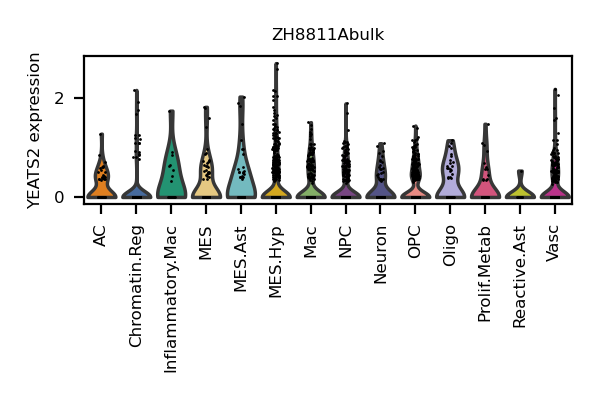 ZH8811Abulk
YEATS2 expression
2
0
AC
Chromatin.Reg
Inflammatory.Mac
MES
MES.Ast
MES.Hyp
Mac
NPC
Neuron
OPC
Oligo
Prolif.Metab
Reactive.Ast
Vasc